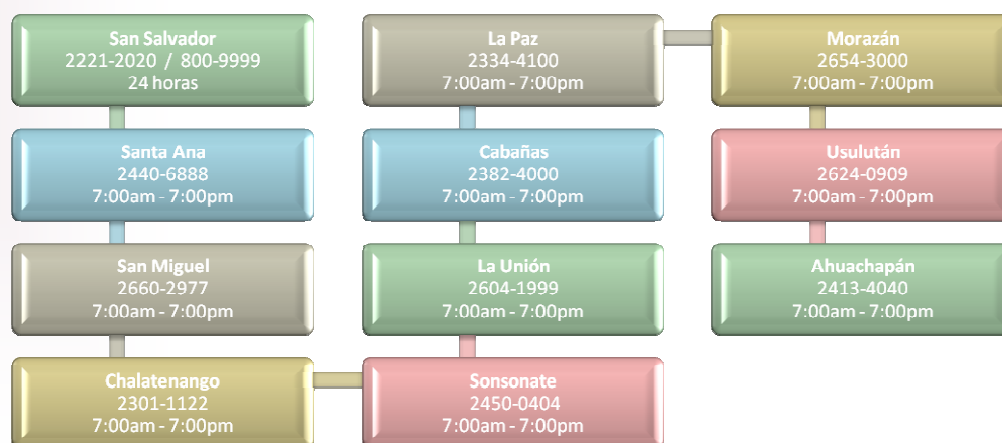 San Salvador
2221-2020 / 800-9999
24 horas
Santa Ana
2440-6888
7:00am - 7:00pm
San Miguel
2660-2977
7:00am - 7:00pm
Chalatenango
2301-1122
7:00am - 7:00pm
Sonsonate
2450-0404
7:00am - 7:00pm
La Unión
2604-1999
7:00am - 7:00pm
Cabañas
2382-4000
7:00am - 7:00pm
La Paz
2334-4100
7:00am - 7:00pm
Morazán
2654-3000
7:00am - 7:00pm
Usulután
2624-0909
7:00am - 7:00pm
Ahuachapán
2413-4040
7:00am - 7:00pm